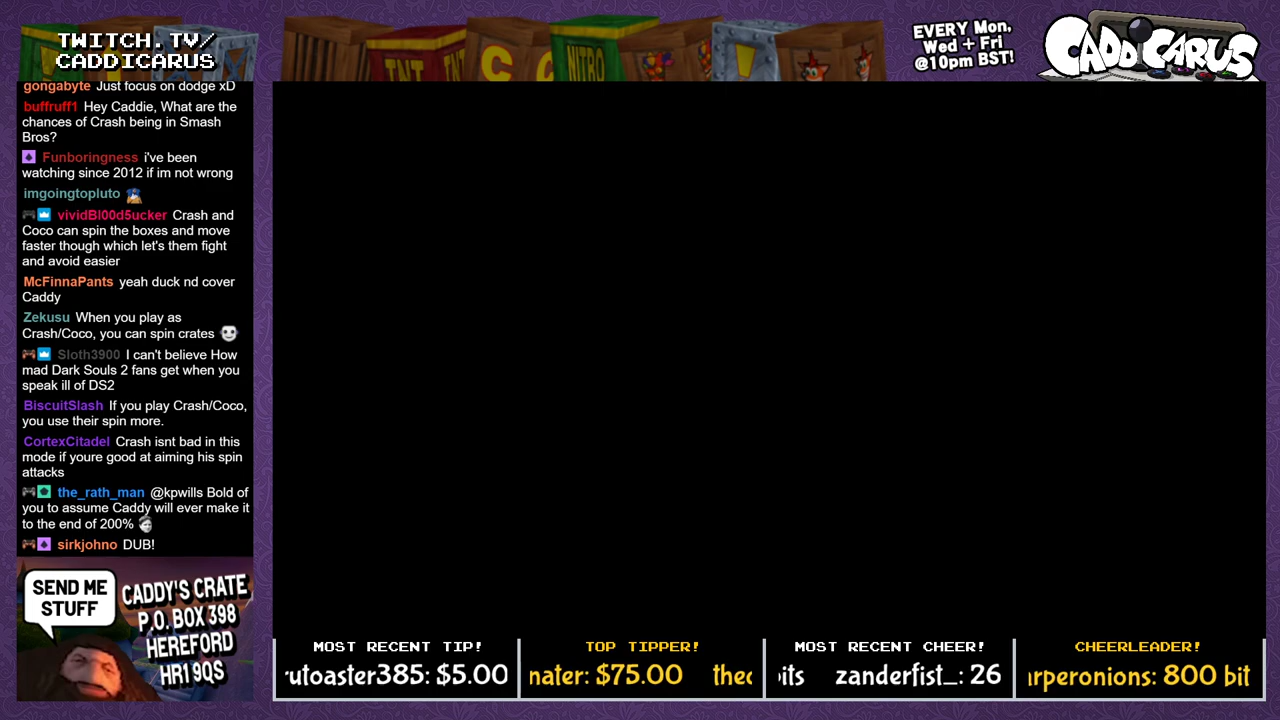 TWITCH.TV/
CADDICARUS
TNT
C
NITRO
!
EVERY Mon,
Wed + Fri
@10pm BST!
CADDICARUS
gongabyte Just focus on dodge xD
buffruff1 Hey Caddie, What are the
chances of Crash being in Smash
Bros?
Funboringness i've been
watching since 2012 if im not wrong
imgoingtopluto
vividBl00d5ucker Crash and
Coco can spin the boxes and move
faster though which let's them fight
and avoid easier
McFinnaPants yeah duck nd cover
Caddy
Zekusu When you play as
Crash/Coco, you can spin crates
Sloth3900 I can't believe How
mad Dark Souls 2 fans get when you
speak ill of DS2
BiscuitSlash If you play Crash/Coco,
you use their spin more.
CortexCitadel Crash isnt bad in this
mode if youre good at aiming his spin
attacks
the_rath_man @kpwills Bold of
you to assume Caddy will ever make it
to the end of 200%
sirkjohno DUB!
SEND ME
STUFF
CADDY'S CRATE
P.O. BOX 398
HEREFORD
HR1 9QS
MOST RECENT TIP!
rutoaster385: $5.00
TOP TIPPER!
nater: $75.00 thec
MOST RECENT CHEER!
its zanderfist_: 26
CHEERLEADER!
arperonions: 800 bit